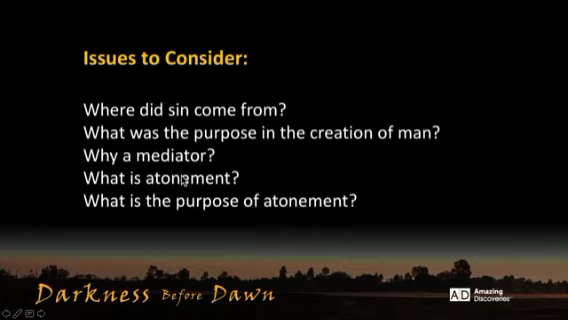 Issues to Consider:
Where did sin come from?
What was the purpose in the creation of man?
Why a mediator?
What is atonement?
What is the purpose of atonement?
Darkness Before Dawn
AD Amazing
Discoveries